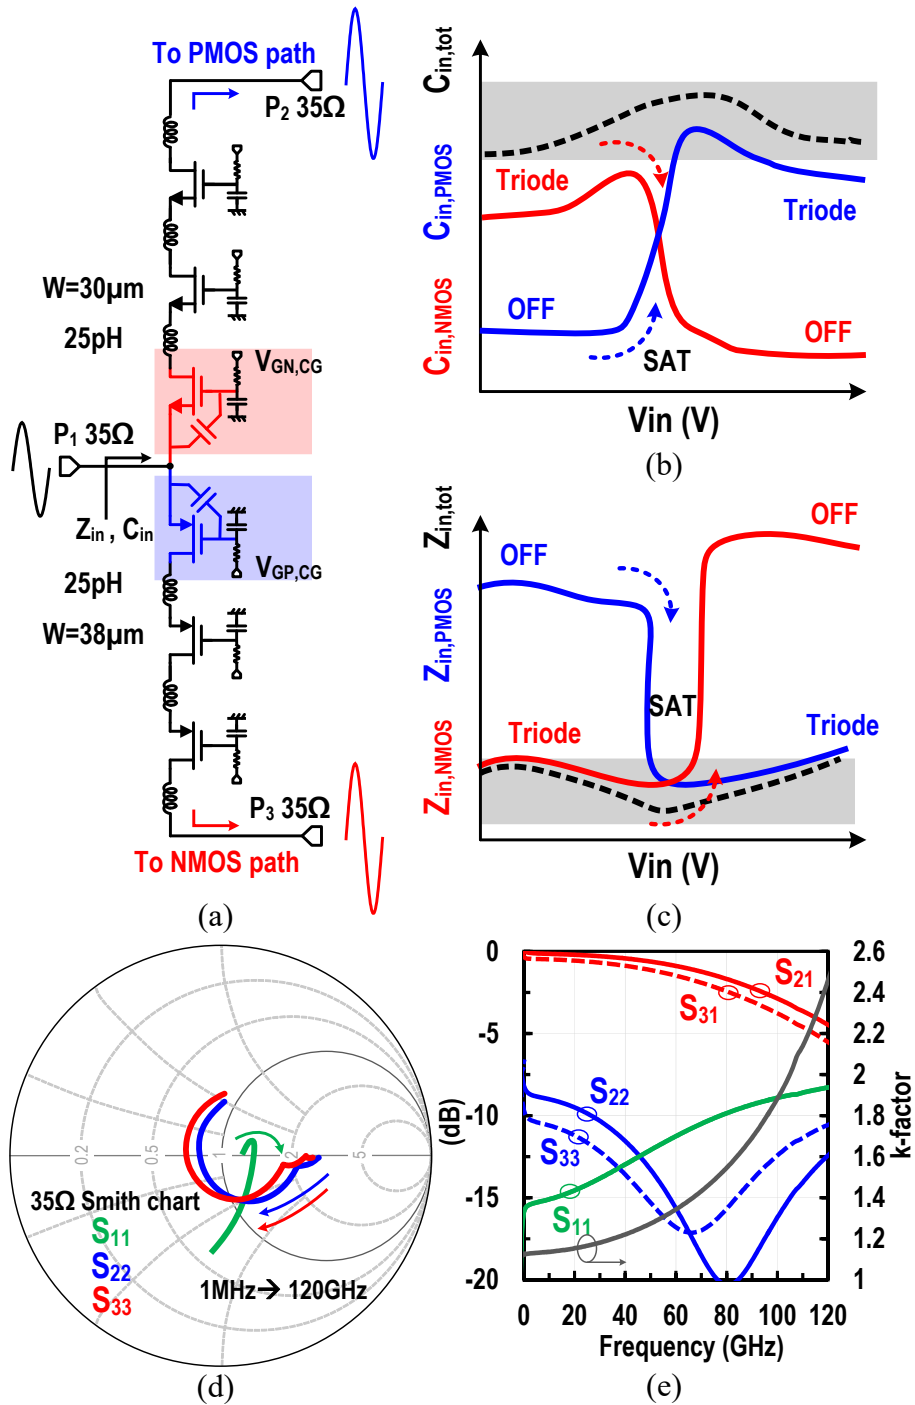 To PMOS path
P2 35Ω
W=30µm
25pH
VGN,CG
P1 35Ω
Zin , Cin
VGP,CG
25pH
W=38µm
P3 35Ω
To NMOS path
(a)
Cin,tot
Cin,PMOS
Cin,NMOS
Triode
Triode
OFF
OFF
SAT
Vin (V)
(b)
Zin,tot
Zin,PMOS
Zin,NMOS
OFF
OFF
SAT
Triode
Triode
Vin (V)
(c)
0.2
0.5
1
2
5
35Ω Smith chart
S11
S22
S33
1MHz→ 120GHz
(d)
0
-5
-10
-15
-20
(dB)
S21
S31
S22
S33
S11
2.6
2.4
2.2
2
1.8
1.6
1.4
1.2
1
k-factor
0 20 40 60 80 100 120
Frequency (GHz)
(e)